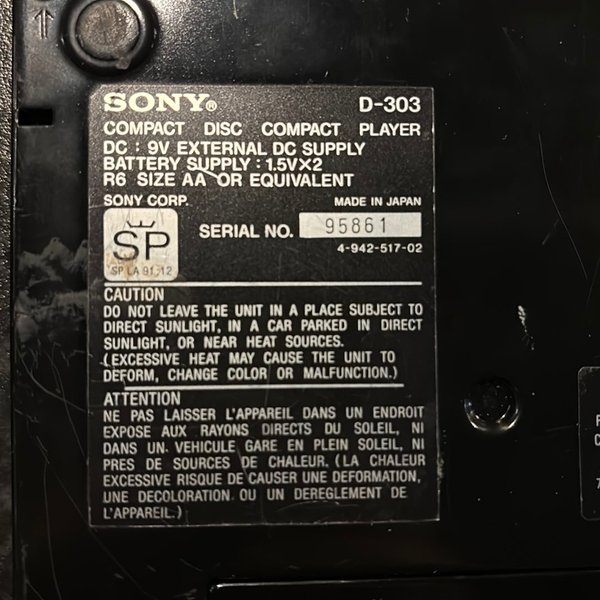 SONY® D-303
COMPACT DISC COMPACT PLAYER
DC : 9V EXTERNAL DC SUPPLY
BATTERY SUPPLY : 1.5V×2
R6 SIZE AA OR EQUIVALENT
SONY CORP. MADE IN JAPAN
SP
SP LA 91-12
SERIAL NO. 95861
4-942-517-02
CAUTION
DO NOT LEAVE THE UNIT IN A PLACE SUBJECT TO
DIRECT SUNLIGHT, IN A CAR PARKED IN DIRECT
SUNLIGHT, OR NEAR HEAT SOURCES.
(EXCESSIVE HEAT MAY CAUSE THE UNIT TO
DEFORM, CHANGE COLOR OR MALFUNCTION.)
ATTENTION
NE PAS LAISSER L'APPAREIL DANS UN ENDROIT
EXPOSE AUX RAYONS DIRECTS DU SOLEIL, NI
DANS UN VEHICULE GARE EN PLEIN SOLEIL, NI
PRES DE SOURCES DE CHALEUR. (LA CHALEUR
EXCESSIVE RISQUE DE CAUSER UNE DEFORMATION,
UNE DECOLORATION OU UN DEREGLEMENT DE
L'APPAREIL.)